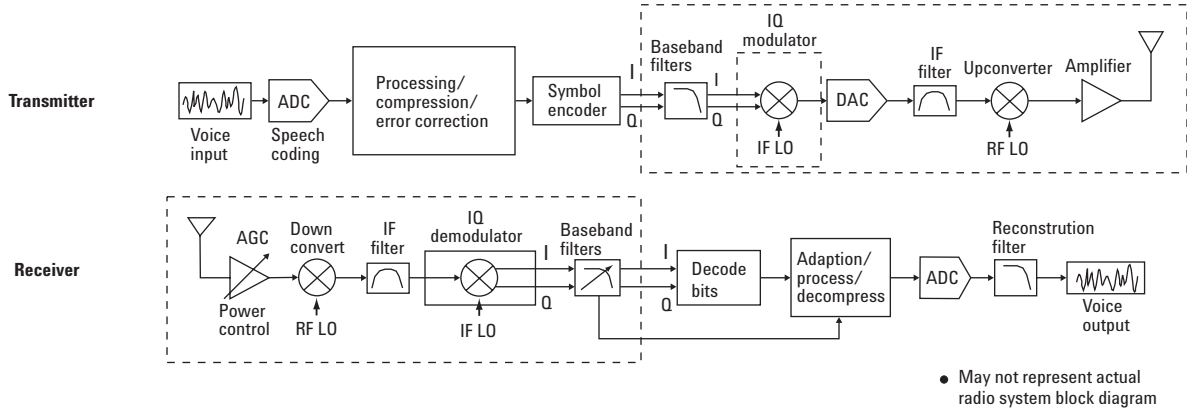 Transmitter
Voice
input
ADC
Speech
coding
Processing/
compression/
error correction
Symbol
encoder
I
Q
Baseband
filters
I
Q
IQ
modulator
IF LO
DAC
IF
filter
Upconverter
RF LO
Amplifier
Receiver
AGC
Power
control
Down
convert
RF LO
IF
filter
IQ
demodulator
IF LO
I
Q
Baseband
filters
I
Q
Decode
bits
Adaption/
process/
decompress
ADC
Reconstrution
filter
Voice
output
● May not represent actual
radio system block diagram